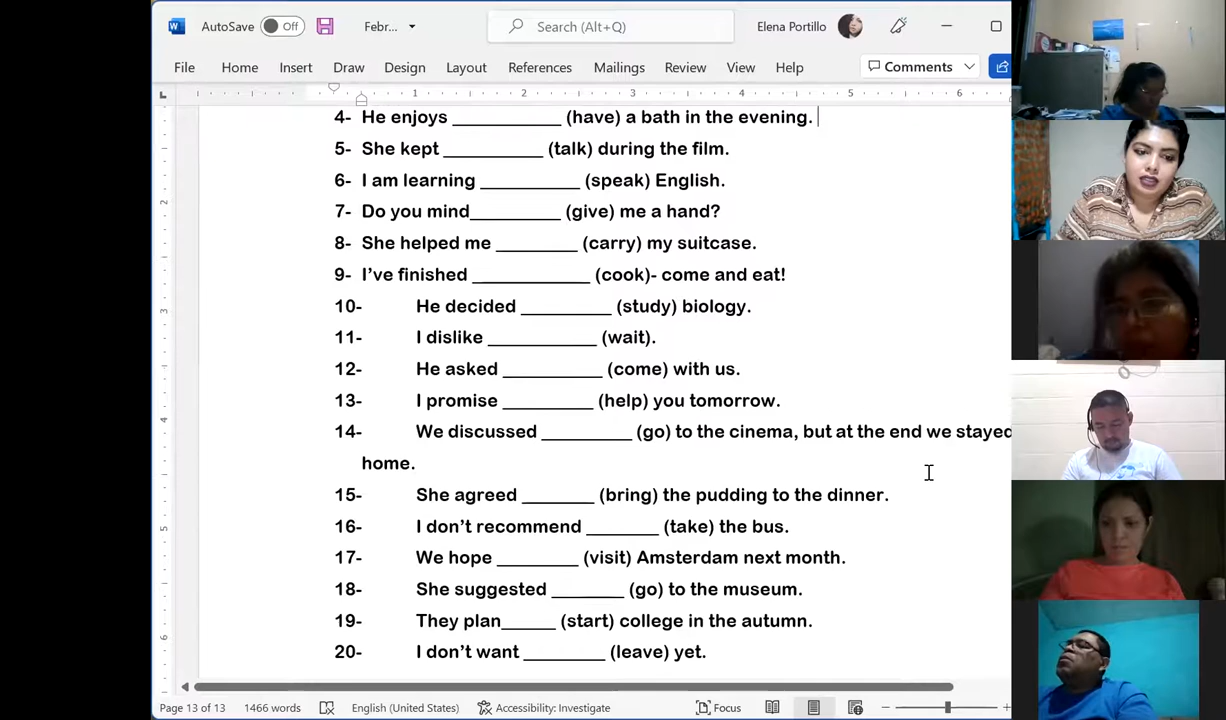 AutoSave Off Febr... Search (Alt+Q) Elena Portillo
File Home Insert Draw Design Layout References Mailings Review View Help Comments
1 2 3 4 5 6
4- He enjoys ___________ (have) a bath in the evening.
5- She kept __________ (talk) during the film.
6- I am learning __________ (speak) English.
7- Do you mind_________ (give) me a hand?
8- She helped me ________ (carry) my suitcase.
9- I’ve finished ____________ (cook)- come and eat!
10- He decided _________ (study) biology.
11- I dislike ___________ (wait).
12- He asked __________ (come) with us.
13- I promise _________ (help) you tomorrow.
14- We discussed _________ (go) to the cinema, but at the end we stayed
home.
15- She agreed _______ (bring) the pudding to the dinner.
16- I don’t recommend _______ (take) the bus.
17- We hope ________ (visit) Amsterdam next month.
18- She suggested _______ (go) to the museum.
19- They plan_____ (start) college in the autumn.
20- I don’t want ________ (leave) yet.
Page 13 of 13 1466 words English (United States) Accessibility: Investigate Focus